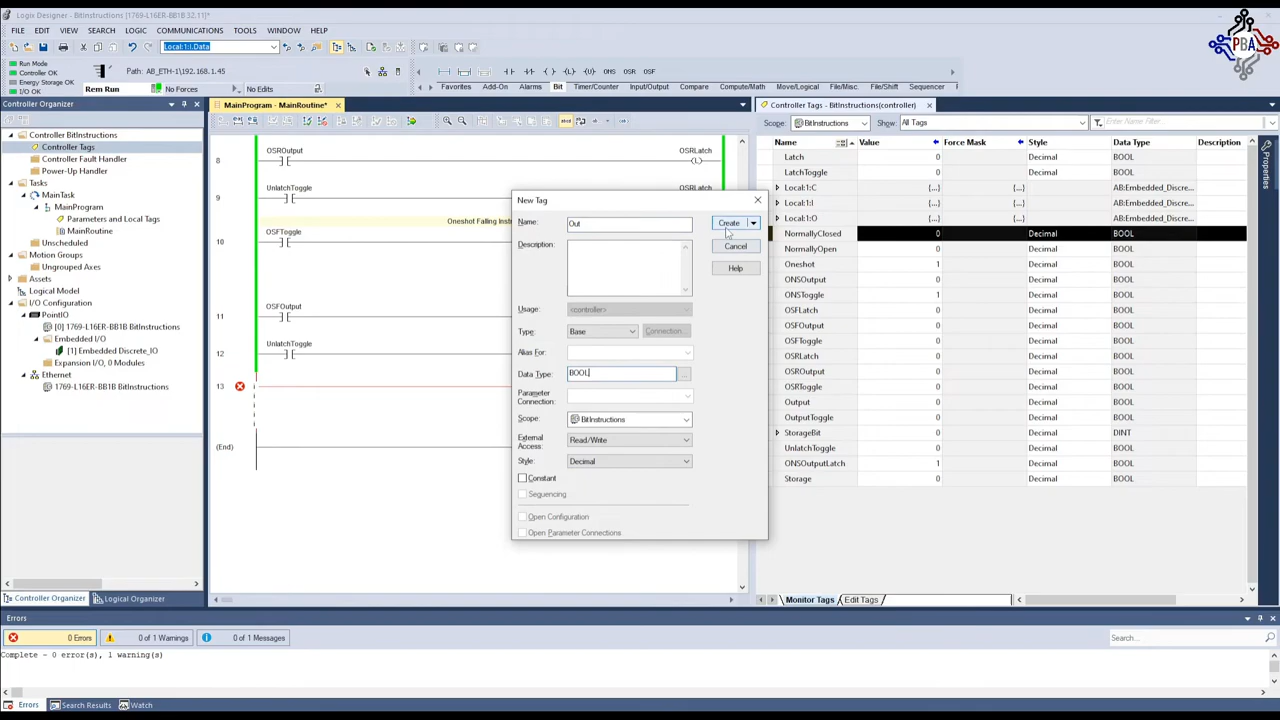 Logix Designer - BitInstructions [1769-L16ER-BB1B 32.11]*
FILE EDIT VIEW SEARCH LOGIC COMMUNICATIONS TOOLS WINDOW HELP
PBA
Local:1:I.Data
Run Mode
Controller OK
Energy Storage OK
I/O OK
Path: AB_ETH-1\192.168.1.45
Rem Run
No Forces
No Edits
ONS OSR OSF
Favorites Add-On Alarms Bit Timer/Counter Input/Output Compare Compute/Math Move/Logical File/Misc. File/Shift Sequencer
Controller Organizer
MainProgram - MainRoutine*
Controller Tags - BitInstructions(controller)
Controller BitInstructions
Controller Tags
Controller Fault Handler
Power-Up Handler
Tasks
MainTask
MainProgram
Parameters and Local Tags
MainRoutine
Unscheduled
Motion Groups
Ungrouped Axes
Assets
Logical Model
I/O Configuration
PointIO
[0] 1769-L16ER-BB1B BitInstructions
Embedded I/O
[1] Embedded Discrete_IO
Expansion I/O, 0 Modules
Ethernet
1769-L16ER-BB1B BitInstructions
Controller Organizer Logical Organizer
OSROutput OSRLatch
8 L
UnlatchToggle OSRLatch
9
Oneshot Falling Inst
OSFToggle
10
OSFOutput
11
UnlatchToggle
12
13
(End)
New Tag
Name: Out Create
Description: Cancel
Help
Usage: <controller>
Type: Base Connection...
Alias For:
Data Type: BOOL ...
Parameter Connection:
Scope: BitInstructions
External Access: Read/Write
Style: Decimal
Constant
Sequencing
Open Configuration
Open Parameter Connections
Scope: BitInstructions Show: All Tags Enter Name Filter...
Name Value Force Mask Style Data Type Description
Latch 0 Decimal BOOL
LatchToggle 0 Decimal BOOL
Local:1:C {...} {...} AB:Embedded_Discre...
Local:1:I {...} {...} AB:Embedded_Discre...
Local:1:O {...} {...} AB:Embedded_Discre...
NormallyClosed 0 Decimal BOOL
NormallyOpen 0 Decimal BOOL
Oneshot 1 Decimal BOOL
ONSOutput 0 Decimal BOOL
ONSToggle 1 Decimal BOOL
OSFLatch 0 Decimal BOOL
OSFOutput 0 Decimal BOOL
OSFToggle 0 Decimal BOOL
OSRLatch 0 Decimal BOOL
OSROutput 0 Decimal BOOL
OSRToggle 0 Decimal BOOL
Output 0 Decimal BOOL
OutputToggle 0 Decimal BOOL
StorageBit 0 Decimal DINT
UnlatchToggle 0 Decimal BOOL
ONSOutputLatch 1 Decimal BOOL
Storage 0 Decimal BOOL
Properties
Monitor Tags Edit Tags
Errors
0 Errors 0 of 1 Warnings 0 of 1 Messages
Search...
Complete - 0 error(s), 1 warning(s)
Errors Search Results Watch